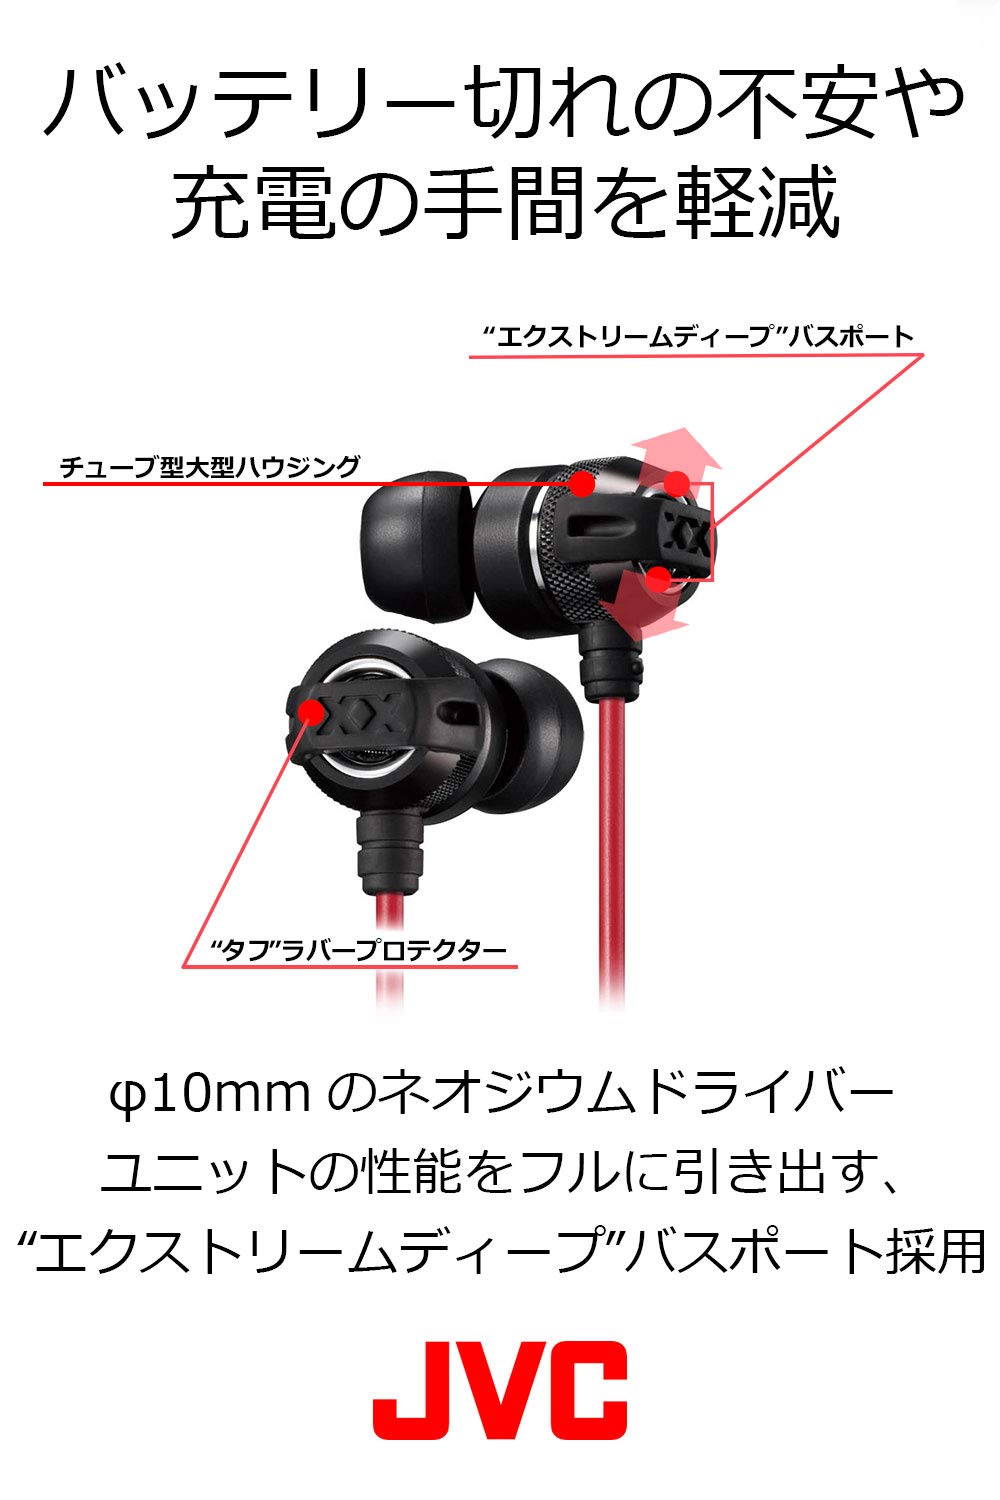 バッテリー切れの不安や
充電の手間を軽減
“エクストリームディープ”バスポート
チューブ型大型ハウジング
XX
XX
“タフ”ラバープロテクター
φ10mmのネオジウムドライバー
ユニットの性能をフルに引き出す、
“エクストリームディープ”バスポート採用
JVC